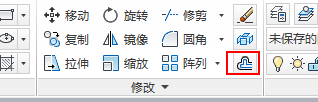 移动 旋转 修剪
复制 镜像 圆角 未保存的
拉伸 缩放 阵列
修改